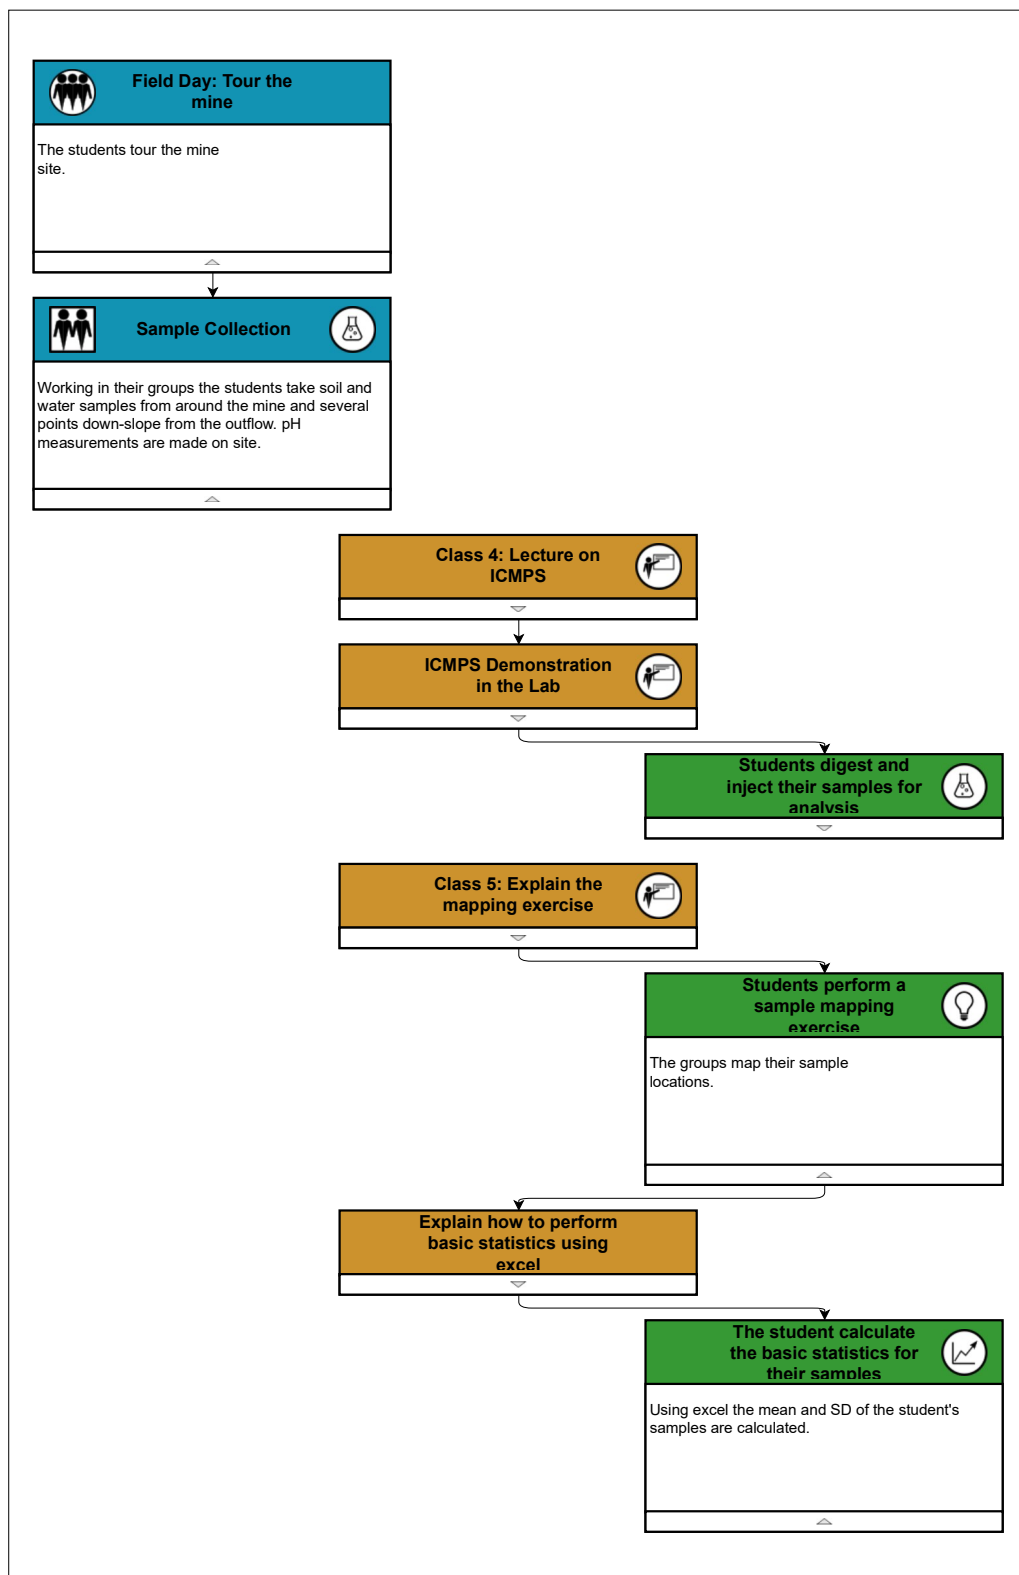 Field Day: Tour the
mine
The students tour the mine
site.
Sample Collection
Working in their groups the students take soil and
water samples from around the mine and several
points down-slope from the outflow. pH
measurements are made on site.
Class 4: Lecture on
ICMPS
ICMPS Demonstration
in the Lab
Students digest and
inject their samples for
analysis
Class 5: Explain the
mapping exercise
Students perform a
sample mapping
exercise
The groups map their sample
locations.
Explain how to perform
basic statistics using
excel
The student calculate
the basic statistics for
their samples
Using excel the mean and SD of the student's
samples are calculated.